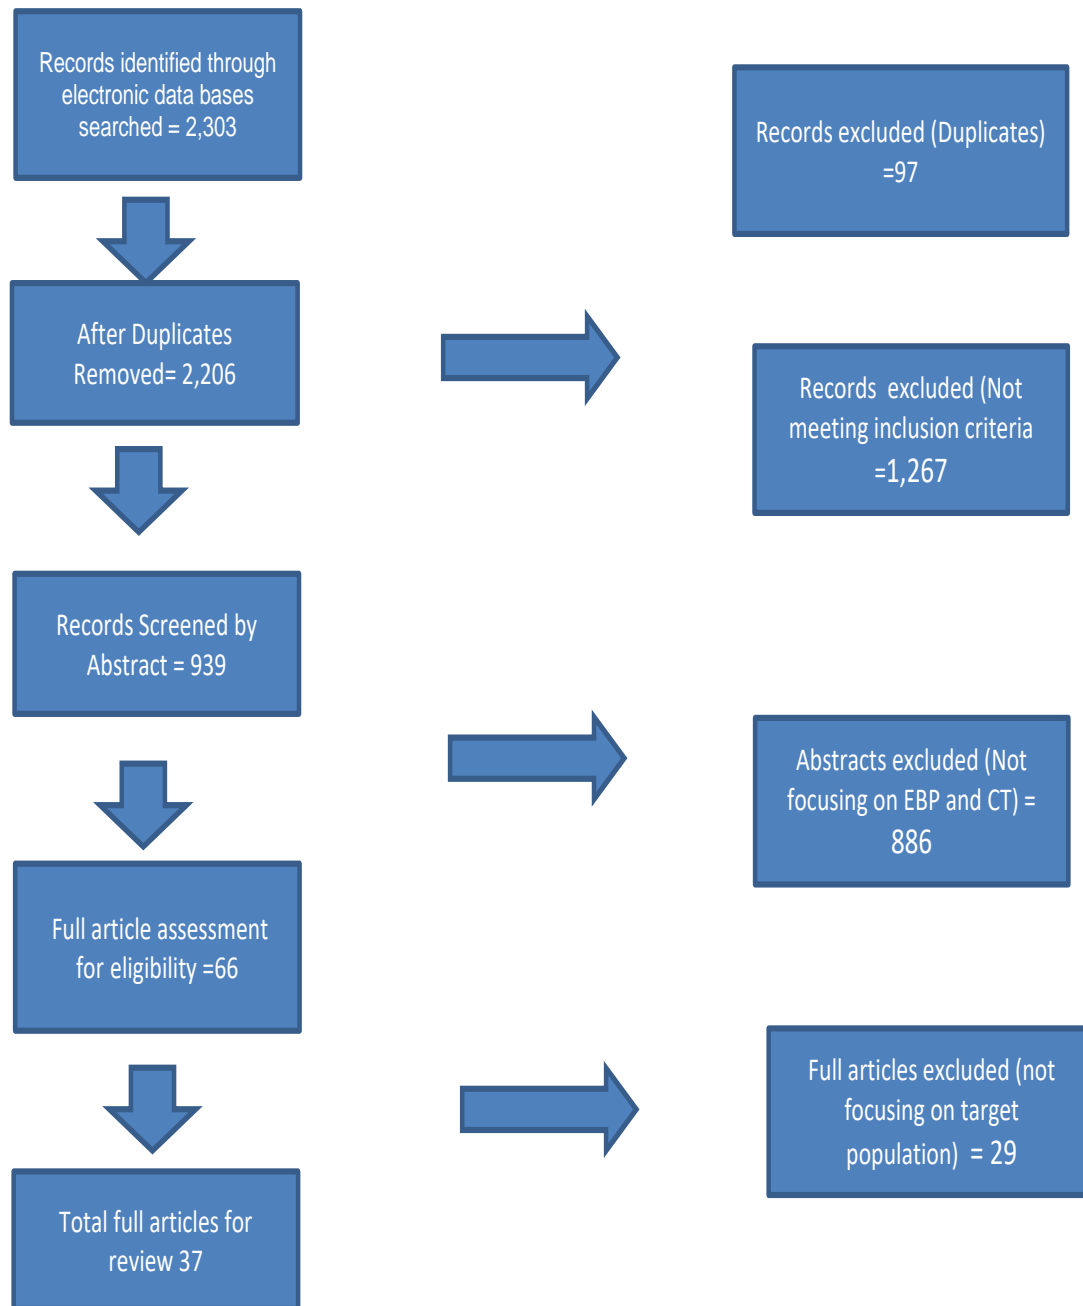 Records identified through
electronic data bases
searched = 2,303
Records excluded (Duplicates)
=97
After Duplicates
Removed= 2,206
Records  excluded (Not
meeting inclusion criteria
=1,267
Records Screened by
Abstract = 939
Abstracts excluded (Not
focusing on EBP and CT) =
886
Full article assessment
for eligibility =66
Full articles excluded (not
focusing on target
population)  = 29
Total full articles for
review 37